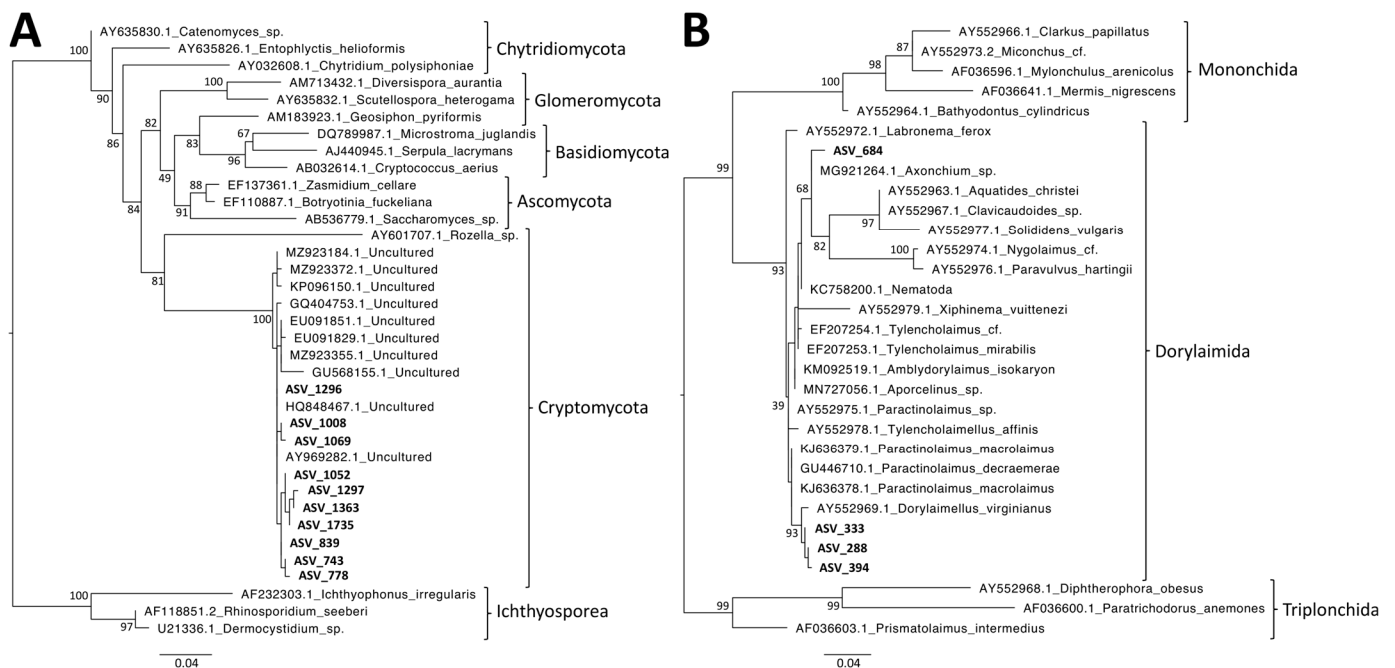 A
AY635830.1_Catenomyces_sp.
100
AY635826.1_Entophlyctis_helioformis
Chytridiomycota
AY032608.1_Chytridium_polysiphoniae
90
AM713432.1_Diversispora_aurantia
100
AY635832.1_Scutellospora_heterogama
Glomeromycota
AM183923.1_Geosiphon_pyriformis
82
86
83
67
DQ789987.1_Microstroma_juglandis
AJ440945.1_Serpula_lacrymans
Basidiomycota
96
AB032614.1_Cryptococcus_aerius
49
88
EF137361.1_Zasmidium_cellare
EF110887.1_Botryotinia_fuckeliana
Ascomycota
84
91
AB536779.1_Saccharomyces_sp.
AY601707.1_Rozella_sp.
MZ923184.1_Uncultured
MZ923372.1_Uncultured
81
KP096150.1_Uncultured
GQ404753.1_Uncultured
100
EU091851.1_Uncultured
EU091829.1_Uncultured
MZ923355.1_Uncultured
GU568155.1_Uncultured
ASV_1296
HQ848467.1_Uncultured
Cryptomycota
ASV_1008
ASV_1069
AY969282.1_Uncultured
ASV_1052
ASV_1297
ASV_1363
ASV_1735
ASV_839
ASV_743
ASV_778
100
AF232303.1_Ichthyophonus_irregularis
AF118851.2_Rhinosporidium_seeberi
Ichthyosporea
97
U21336.1_Dermocystidium_sp.
0.04
B
AY552966.1_Clarkus_papillatus
87
AY552973.2_Miconchus_cf.
98
AF036596.1_Mylonchulus_arenicolus
Mononchida
100
AF036641.1_Mermis_nigrescens
AY552964.1_Bathyodontus_cylindricus
AY552972.1_Labronema_ferox
ASV_684
99
MG921264.1_Axonchium_sp.
68
AY552963.1_Aquatides_christei
AY552967.1_Clavicaudoides_sp.
97
AY552977.1_Solididens_vulgaris
82
100
AY552974.1_Nygolaimus_cf.
93
AY552976.1_Paravulvus_hartingii
KC758200.1_Nematoda
AY552979.1_Xiphinema_vuittenezi
EF207254.1_Tylencholaimus_cf.
EF207253.1_Tylencholaimus_mirabilis
Dorylaimida
KM092519.1_Amblydorylaimus_isokaryon
MN727056.1_Aporcelinus_sp.
39
AY552975.1_Paractinolaimus_sp.
AY552978.1_Tylencholaimellus_affinis
KJ636379.1_Paractinolaimus_macrolaimus
GU446710.1_Paractinolaimus_decraemerae
KJ636378.1_Paractinolaimus_macrolaimus
AY552969.1_Dorylaimellus_virginianus
93
ASV_333
ASV_288
ASV_394
AY552968.1_Diphtherophora_obesus
99
99
AF036600.1_Paratrichodorus_anemones
Triplonchida
AF036603.1_Prismatolaimus_intermedius
0.04